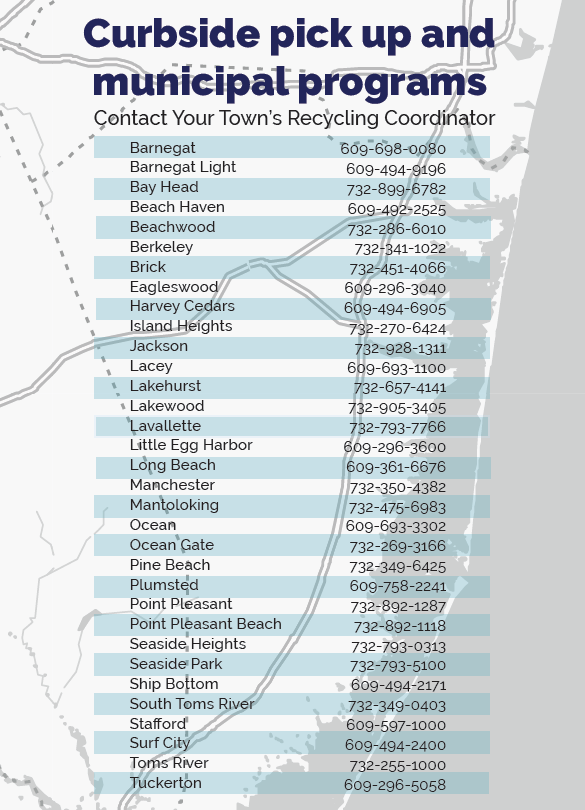 Curbside pick up and
municipal programs
Contact Your Town's Recycling Coordinator
Barnegat 609-698-0080
Barnegat Light 609-494-9196
Bay Head 732-899-6782
Beach Haven 609-492-2525
Beachwood 732-286-6010
Berkeley 732-341-1022
Brick 732-451-4066
Eagleswood 609-296-3040
Harvey Cedars 609-494-6905
Island Heights 732-270-6424
Jackson 732-928-1311
Lacey 609-693-1100
Lakehurst 732-657-4141
Lakewood 732-905-3405
Lavallette 732-793-7766
Little Egg Harbor 609-296-3600
Long Beach 609-361-6676
Manchester 732-350-4382
Mantoloking 732-475-6983
Ocean 609-693-3302
Ocean Gate 732-269-3166
Pine Beach 732-349-6425
Plumsted 609-758-2241
Point Pleasant 732-892-1287
Point Pleasant Beach 732-892-1118
Seaside Heights 732-793-0313
Seaside Park 732-793-5100
Ship Bottom 609-494-2171
South Toms River 732-349-0403
Stafford 609-597-1000
Surf City 609-494-2400
Toms River 732-255-1000
Tuckerton 609-296-5058